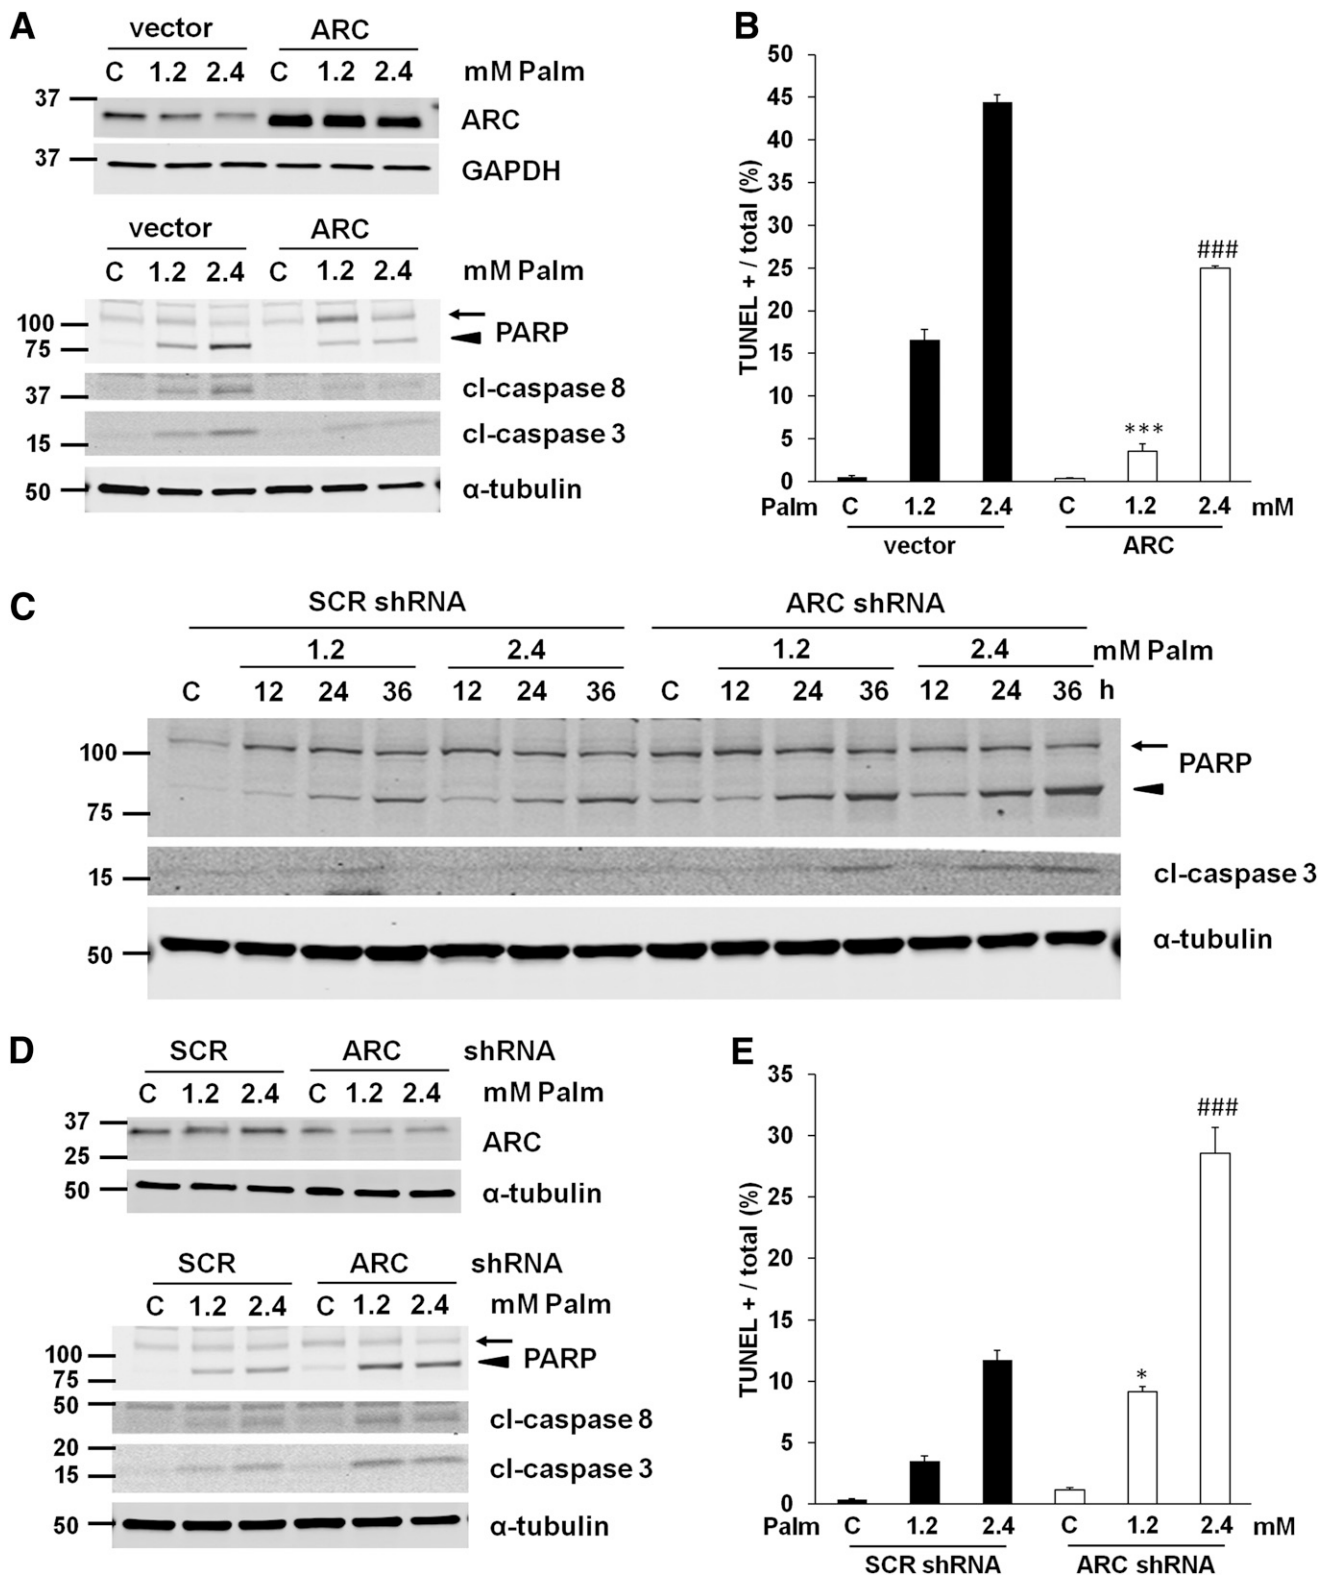 A
vector ARC
C 1.2 2.4 C 1.2 2.4 mM Palm
37
ARC
37
GAPDH
vector ARC
C 1.2 2.4 C 1.2 2.4 mM Palm
100
PARP
75
cl-caspase 8
37
cl-caspase 3
15
50 α-tubulin
B
50
45
40
35
30
25
20
15
10
5
0
TUNEL + / total (%)
###
***
Palm C 1.2 2.4 C 1.2 2.4 mM
vector ARC
C
SCR shRNA ARC shRNA
1.2 2.4 1.2 2.4 mM Palm
C 12 24 36 12 24 36 C 12 24 36 12 24 36 h
100
PARP
75
15 cl-caspase 3
50 α-tubulin
D
SCR ARC shRNA
C 1.2 2.4 C 1.2 2.4 mM Palm
37
ARC
25
50 α-tubulin
SCR ARC shRNA
C 1.2 2.4 C 1.2 2.4 mM Palm
100
PARP
75
50
cl-caspase 8
20
cl-caspase 3
15
50 α-tubulin
E
35
30
25
20
15
10
5
0
TUNEL + / total (%)
###
*
Palm C 1.2 2.4 C 1.2 2.4 mM
SCR shRNA ARC shRNA